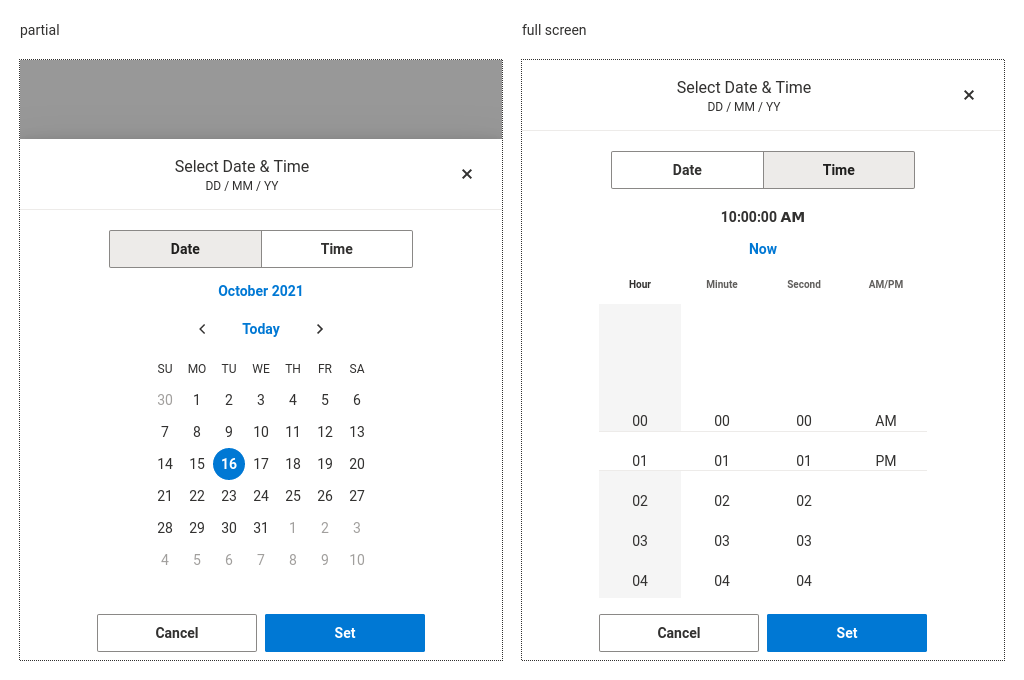 partial
Select Date & Time
DD / MM / YY
Date Time
October 2021
Today
SU MO TU WE TH FR SA
30 1 2 3 4 5 6
7 8 9 10 11 12 13
14 15 16 17 18 19 20
21 22 23 24 25 26 27
28 29 30 31 1 2 3
4 5 6 7 8 9 10
Cancel Set
full screen
Select Date & Time
DD / MM / YY
Date Time
10:00:00 AM
Now
Hour Minute Second AM/PM
00 00 00 AM
01 01 01 PM
02 02 02
03 03 03
04 04 04
Cancel Set